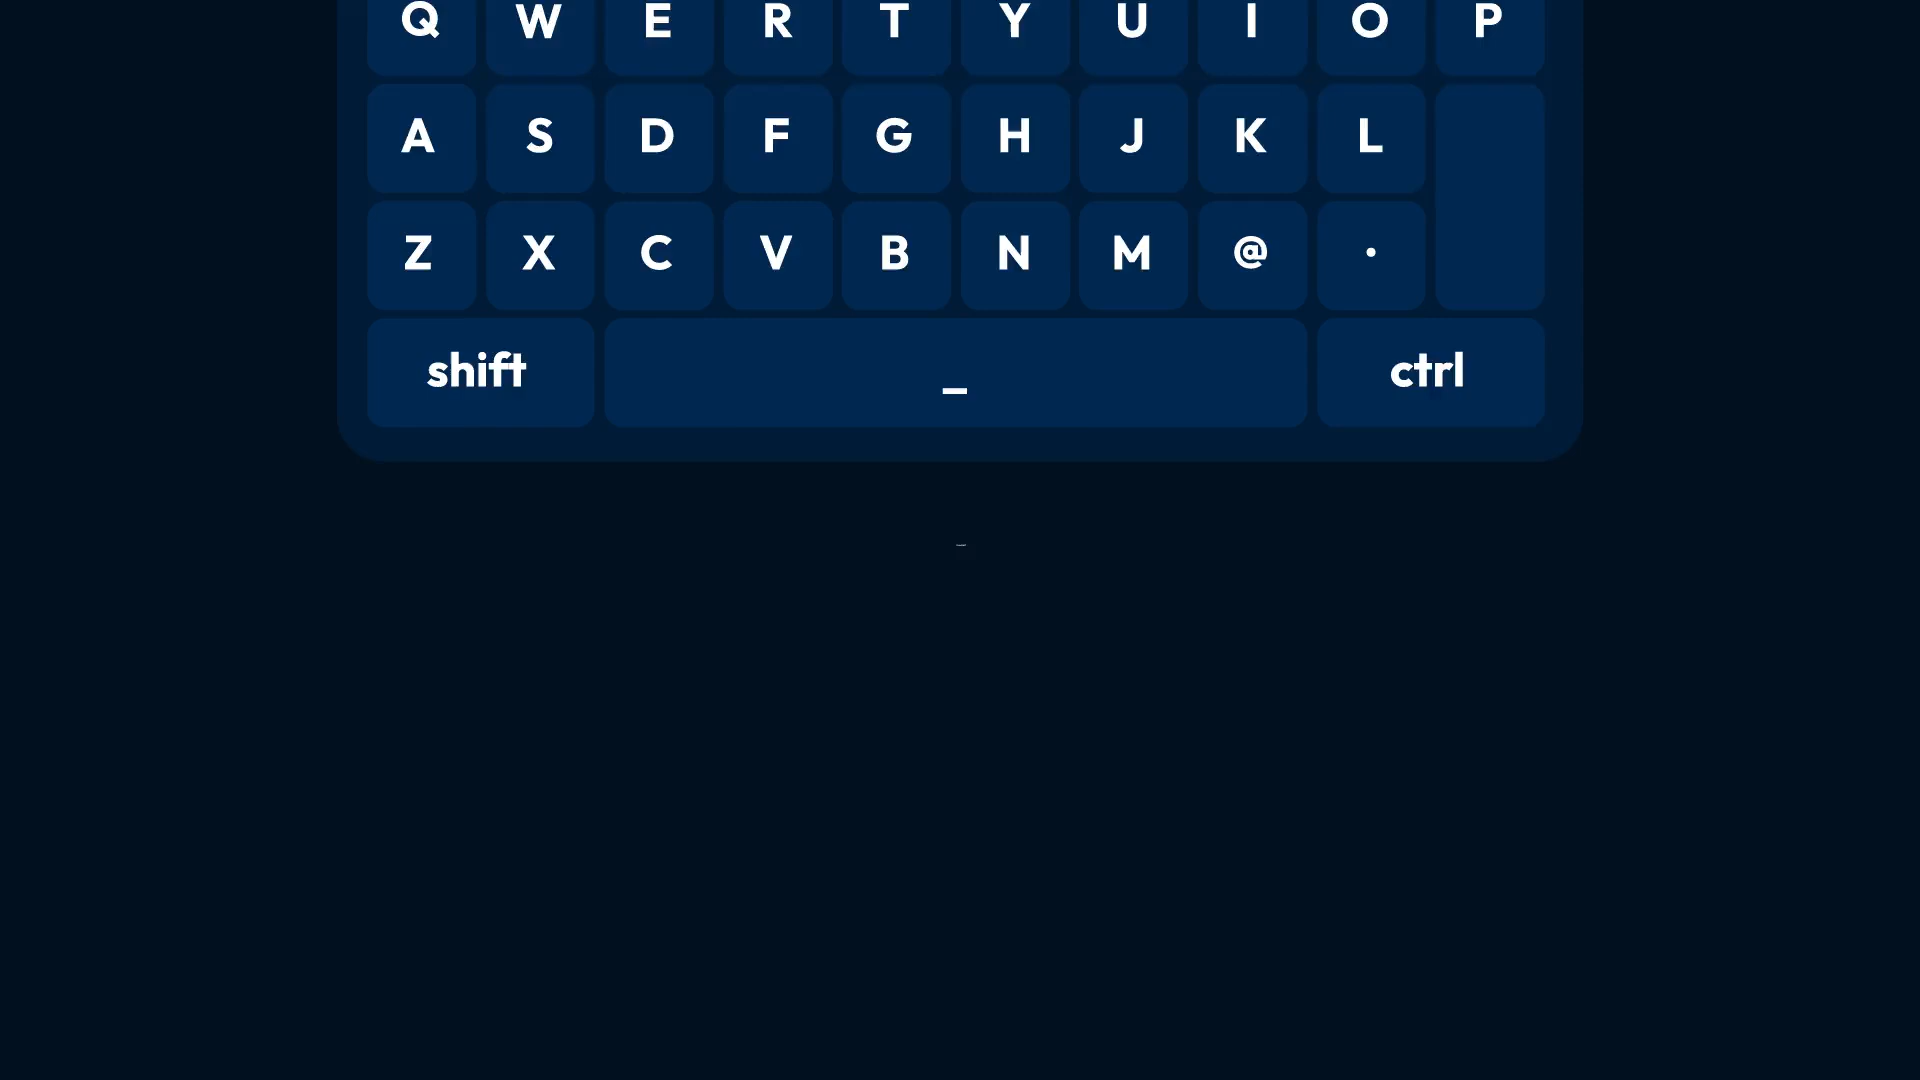 Q W E R T Y U I O P
A S D F G H J K L
Z X C V B N M @ ·
shift _ ctrl